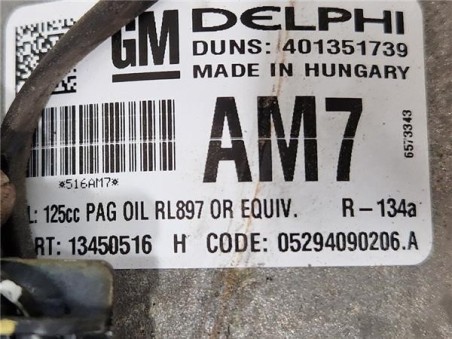 GM DELPHI
DUNS: 401351739
MADE IN HUNGARY
AM7
*516AM7*
6573343
L: 125cc PAG OIL RL897 OR EQUIV. R-134a
RT: 13450516 H CODE: 05294090206.A